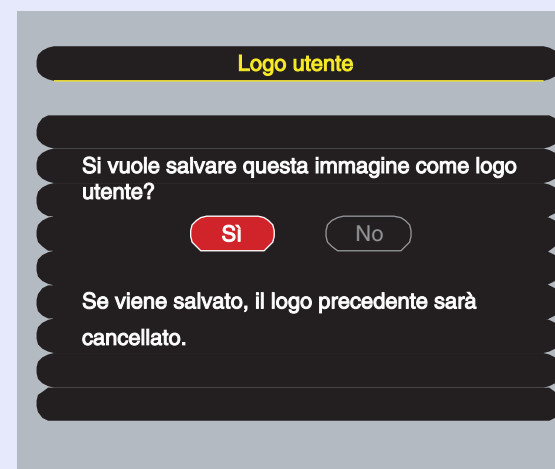 Logo utente
Si vuole salvare questa immagine come logo
utente?
Sì No
Se viene salvato, il logo precedente sarà
cancellato.